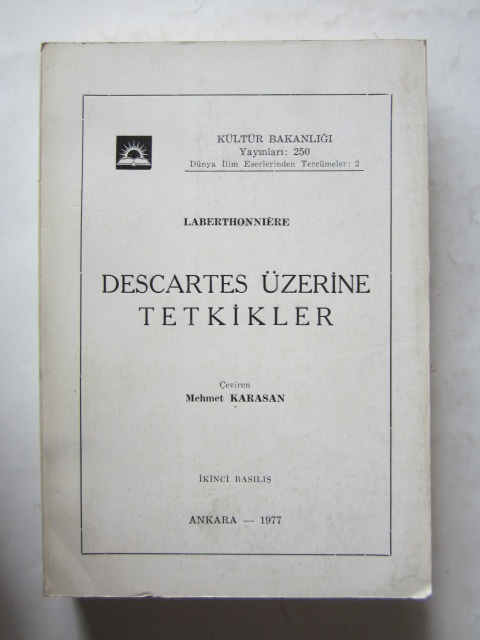 KÜLTÜR BAKANLIĞI
Yayınları: 250
Dünya İlim Eserlerinden Tercümeler: 2
LABERTHONNIÈRE
DESCARTES ÜZERİNE
TETKİKLER
Çeviren
Mehmet KARASAN
İKİNCİ BASILIŞ
ANKARA — 1977